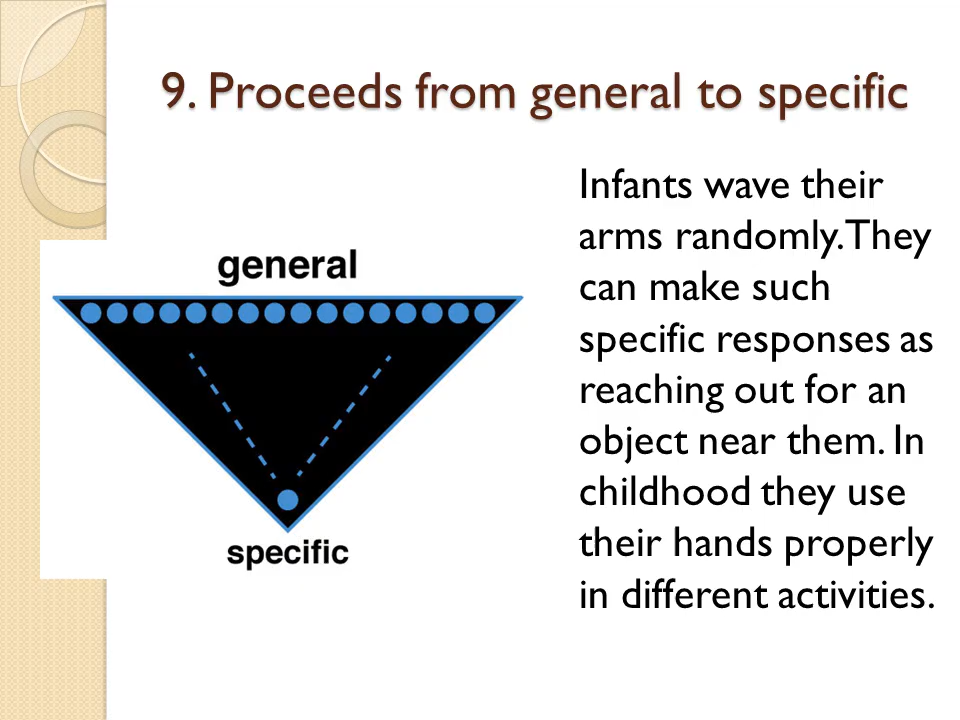 9. Proceeds from general to specific
general
specific
Infants wave their
arms randomly. They
can make such
specific responses as
reaching out for an
object near them. In
childhood they use
their hands properly
in different activities.